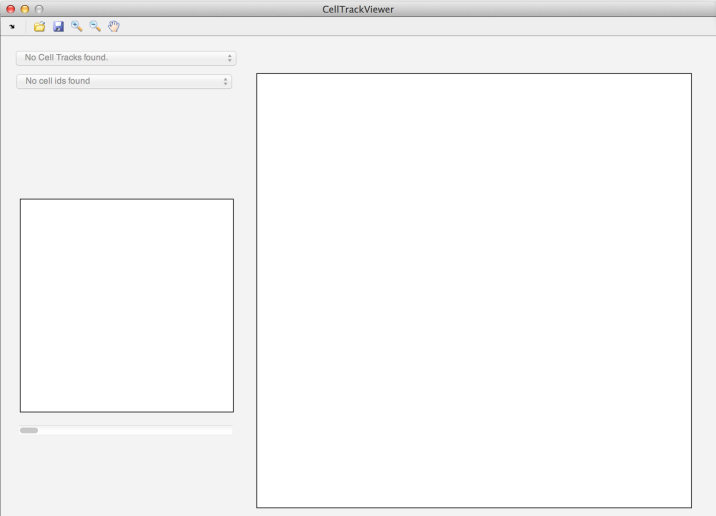 CellTrackViewer
No Cell Tracks found.
No cell ids found